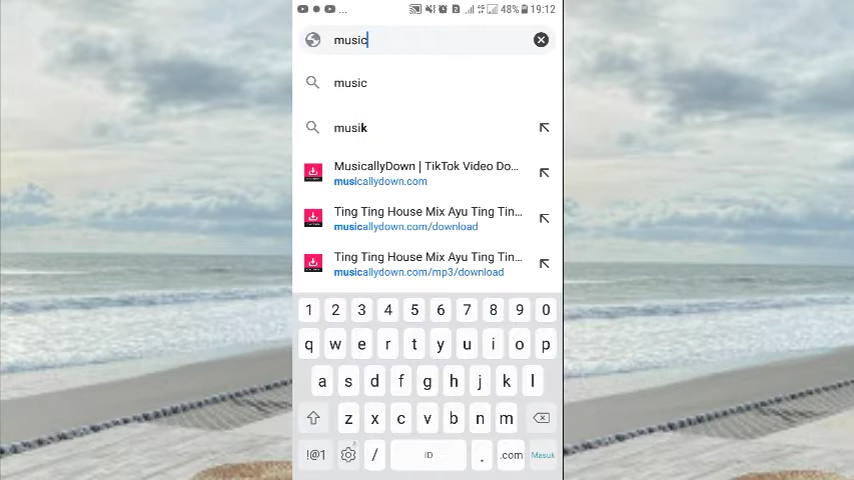 ... 48% 19:12
music
music
musik
MusicallyDown | TikTok Video Do...
musicallydown.com
Ting Ting House Mix Ayu Ting Tin...
musicallydown.com/download
Ting Ting House Mix Ayu Ting Tin...
musicallydown.com/mp3/download
1 2 3 4 5 6 7 8 9 0
q w e r t y u i o p
a s d f g h j k l
z x c v b n m
!@1 / ID . .com Masuk